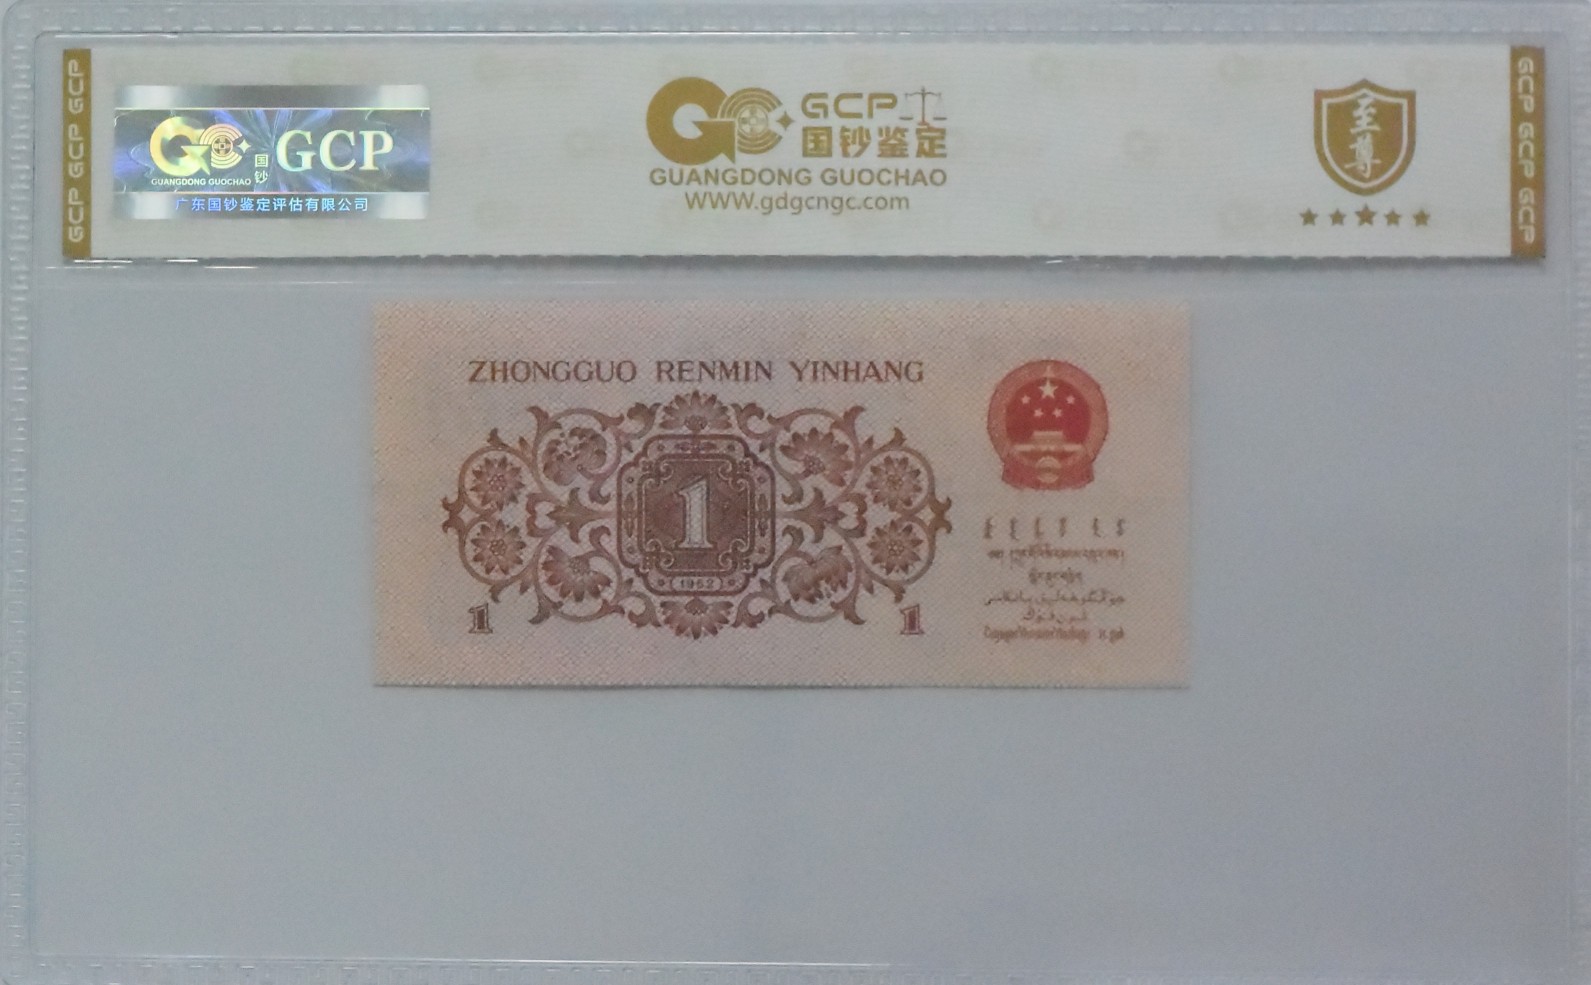 GCP GCP GCP
GCP
国钞
GUANGDONG GUOCHAO
广东国钞鉴定评估有限公司
GCP
国钞鉴定
GUANGDONG GUOCHAO
WWW.gdgcngc.com
至尊
GCP GCP GCP
ZHONGGUO RENMIN YINHANG
1
(1962)
1
1